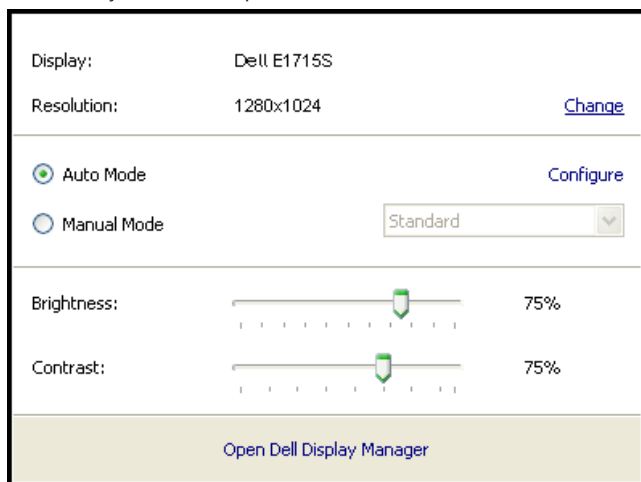 Display: Dell E1715S
Resolution: 1280x1024 Change
Auto Mode Configure
Manual Mode Standard
Brightness: 75%
Contrast: 75%
Open Dell Display Manager